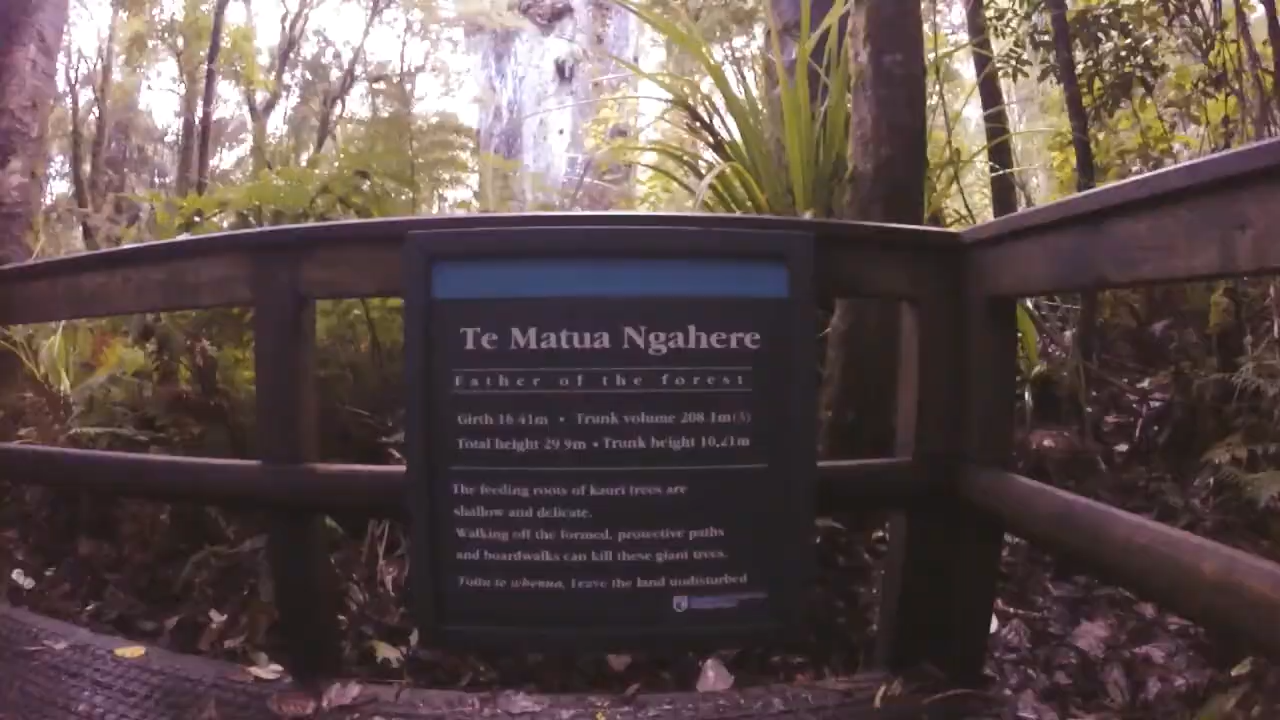 Te Matua Ngahere
Father of the forest
Girth 16.41m • Trunk volume 208.1m(3)
Total height 29.9m • Trunk height 10.21m
The feeding roots of kauri trees are
shallow and delicate.
Walking off the formed, protective paths
and boardwalks can kill these giant trees.
Toitu te whenua, Leave the land undisturbed